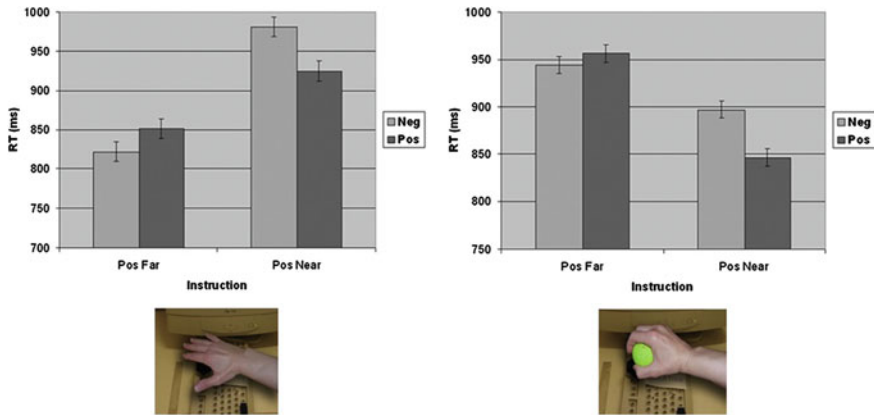 1000
950
900
850
800
750
700
RT (ms)
Pos Far
Pos Near
Instruction
Neg
Pos
1000
950
900
850
800
750
RT (ms)
Pos Far
Pos Near
Instruction
Neg
Pos